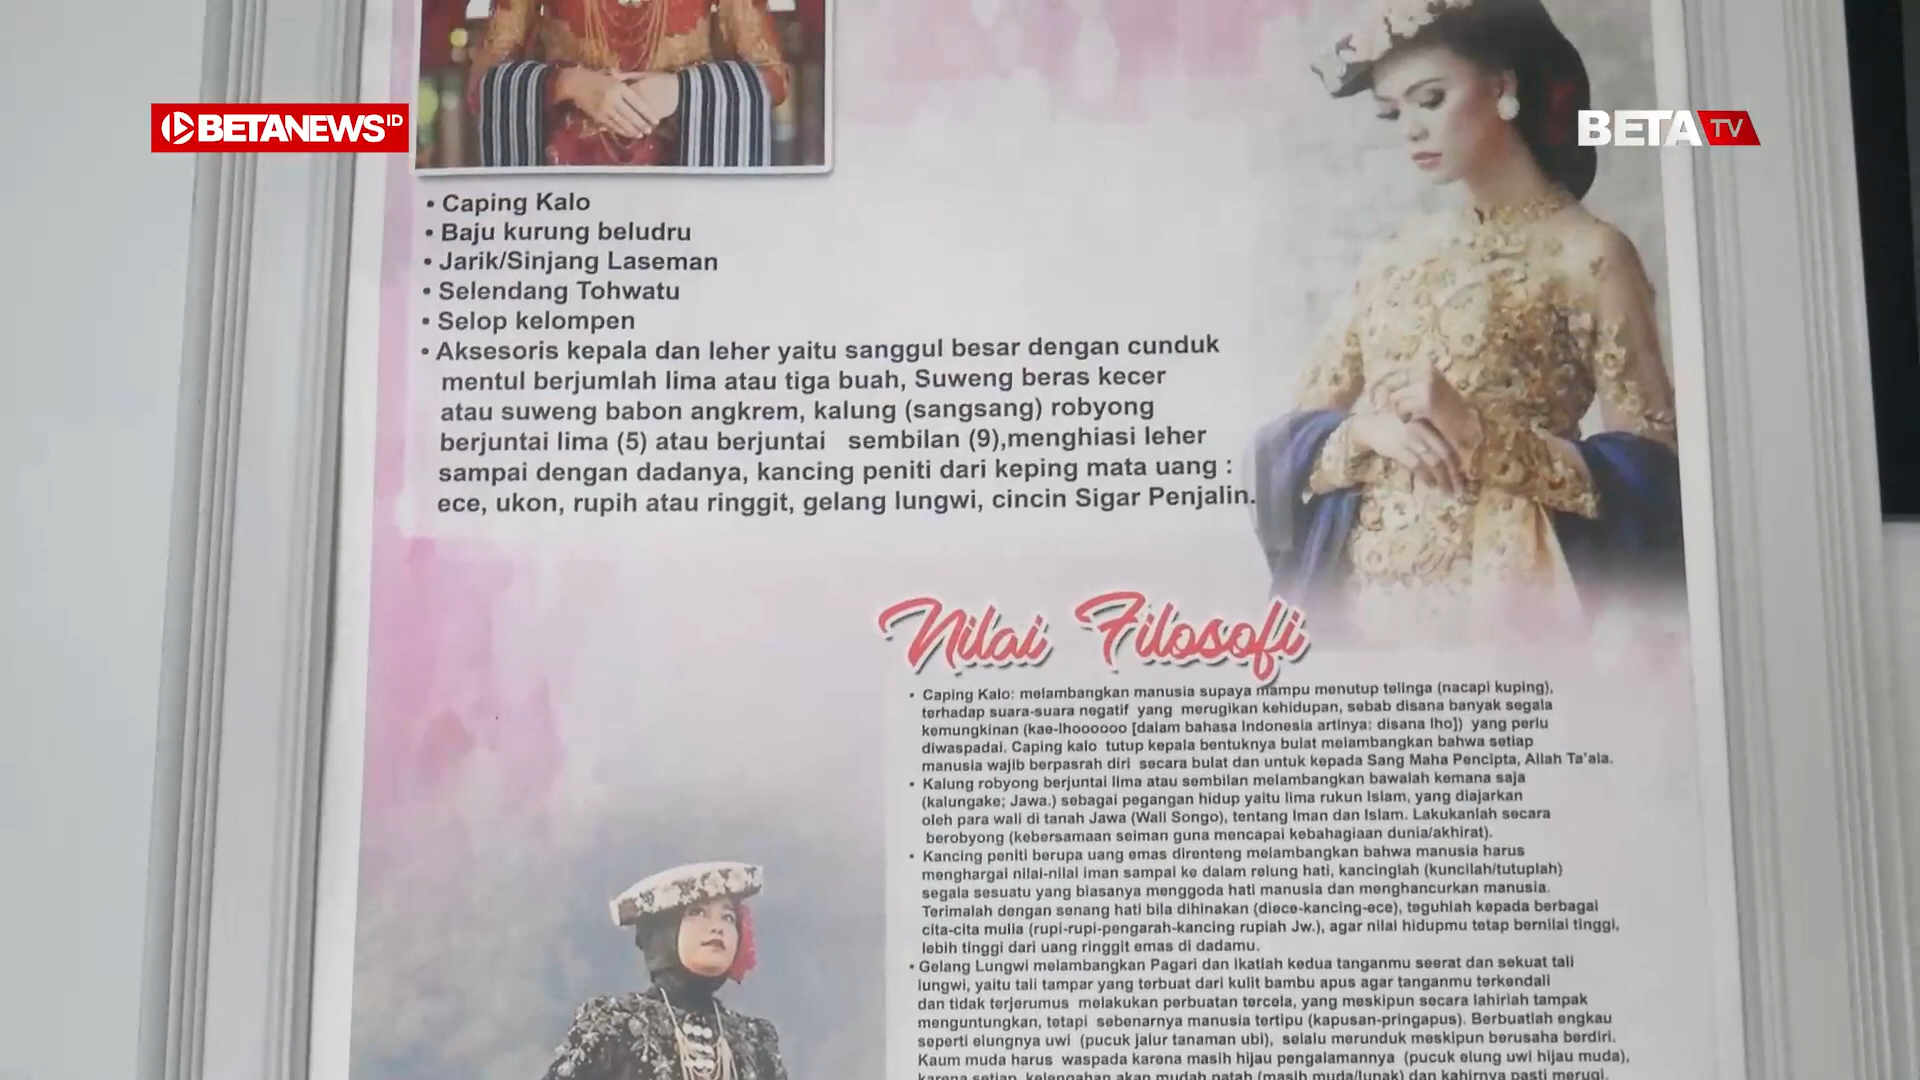 BETANEWS ID
BETA TV
• Caping Kalo
• Baju kurung beludru
• Jarik/Sinjang Laseman
• Selendang Tohwatu
• Selop kelompen
• Aksesoris kepala dan leher yaitu sanggul besar dengan cunduk
mentul berjumlah lima atau tiga buah, Suweng beras kecer
atau suweng babon angkrem, kalung (sangsang) robyong
berjuntai lima (5) atau berjuntai sembilan (9),menghiasi leher
sampai dengan dadanya, kancing peniti dari keping mata uang :
ece, ukon, rupih atau ringgit, gelang lungwi, cincin Sigar Penjalin.
Nilai Filosofi
• Caping Kalo: melambangkan manusia supaya mampu menutup telinga (nacapi kuping),
terhadap suara-suara negatif yang merugikan kehidupan, sebab disana banyak segala
kemungkinan (kae-lhoooooo [dalam bahasa Indonesia artinya: disana lho]) yang perlu
diwaspadai. Caping kalo tutup kepala bentuknya bulat melambangkan bahwa setiap
manusia wajib berpasrah diri secara bulat dan untuk kepada Sang Maha Pencipta, Allah Ta'ala.
• Kalung robyong berjuntai lima atau sembilan melambangkan bawalah kemana saja
(kalungake; Jawa.) sebagai pegangan hidup yaitu lima rukun Islam, yang diajarkan
oleh para wali di tanah Jawa (Wali Songo), tentang Iman dan Islam. Lakukanlah secara
berobyong (kebersamaan seiman guna mencapai kebahagiaan dunia/akhirat).
• Kancing peniti berupa uang emas direnteng melambangkan bahwa manusia harus
menghargai nilai-nilai iman sampai ke dalam relung hati, kancinglah (kuncilah/tutuplah)
segala sesuatu yang biasanya menggoda hati manusia dan menghancurkan manusia.
Terimalah dengan senang hati bila dihinakan (diece-kancing-ece), teguhlah kepada berbagai
cita-cita mulia (rupi-rupi-pengarah-kancing rupiah Jw.), agar nilai hidupmu tetap bernilai tinggi,
lebih tinggi dari uang ringgit emas di dadamu.
• Gelang Lungwi melambangkan Pagari dan Ikatlah kedua tanganmu seerat dan sekuat tali
lungwi, yaitu tali tampar yang terbuat dari kulit bambu apus agar tanganmu terkendali
dan tidak terjerumus melakukan perbuatan tercela, yang meskipun secara lahiriah tampak
menguntungkan, tetapi sebenarnya manusia tertipu (kapusan-pringapus). Berbuatlah engkau
seperti elungnya uwi (pucuk jalur tanaman ubi), selalu merunduk meskipun berusaha berdiri.
Kaum muda harus waspada karena masih hijau pengalamannya (pucuk elung uwi hijau muda),
karena setiap kelengahan akan mudah patah (masih muda/lunak) dan kahirnya pasti merugi.